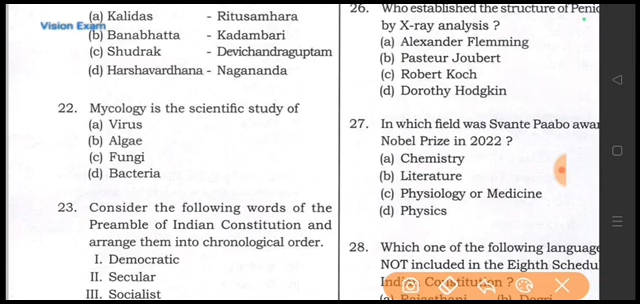 Vision Exam
(a) Kalidas - Ritusamhara
(b) Banabhatta - Kadambari
(c) Shudrak - Devichandraguptam
(d) Harshavardhana - Nagananda
22. Mycology is the scientific study of
(a) Virus
(b) Algae
(c) Fungi
(d) Bacteria
23. Consider the following words of the
Preamble of Indian Constitution and
arrange them into chronological order.
I. Democratic
II. Secular
III. Socialist
26. Who established the structure of
by X-ray analysis ?
(a) Alexander Flemming
(b) Pasteur Joubert
(c) Robert Koch
(d) Dorothy Hodgkin
27. In which field was Svante Paabo
Nobel Prize in 2022 ?
(a) Chemistry
(b) Literature
(c) Physiology or Medicine
(d) Physics
28. Which one of the following language
NOT included in the Eighth
Constitution ?
(a) Rajasthani (b) Dogri